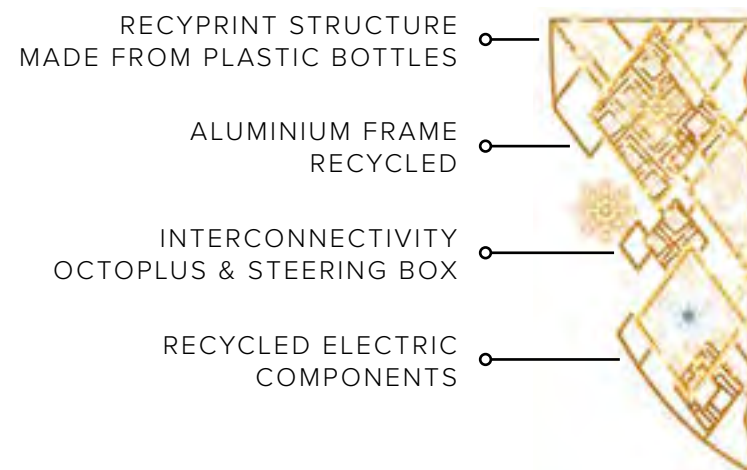 RECYPRINT STRUCTURE
MADE FROM PLASTIC BOTTLES
ALUMINIUM FRAME
RECYCLED
INTERCONNECTIVITY
OCTOPLUS & STEERING BOX
RECYCLED ELECTRIC
COMPONENTS